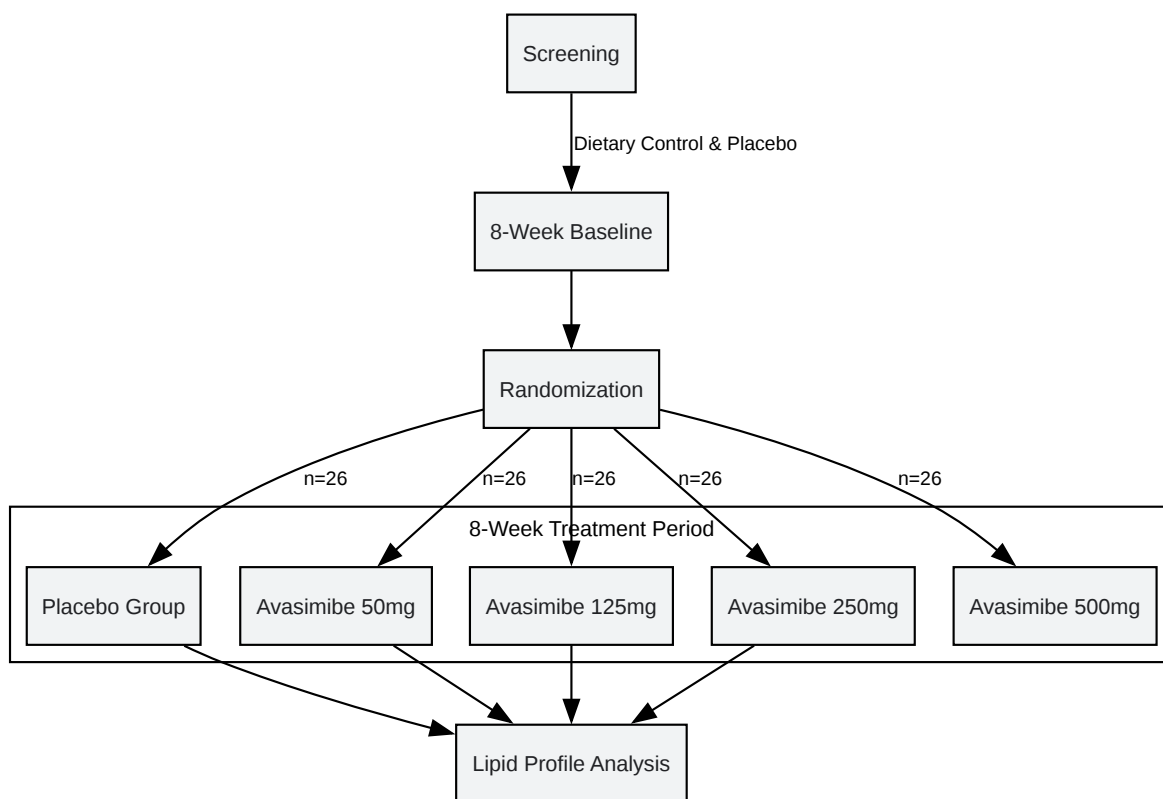 Screening
Dietary Control & Placebo
8-Week Baseline
Randomization
n=26
n=26
n=26
n=26
n=26
8-Week Treatment Period
Placebo Group
Avasimibe 50mg
Avasimibe 125mg
Avasimibe 250mg
Avasimibe 500mg
Lipid Profile Analysis